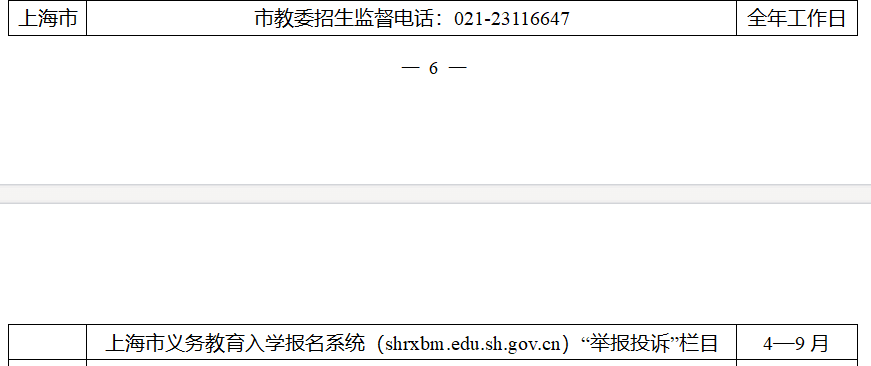 上海市 市教委招生监督电话：021-23116647 全年工作日
— 6 —
上海市义务教育入学报名系统（shrxbm.edu.sh.gov.cn）“举报投诉”栏目 4—9 月